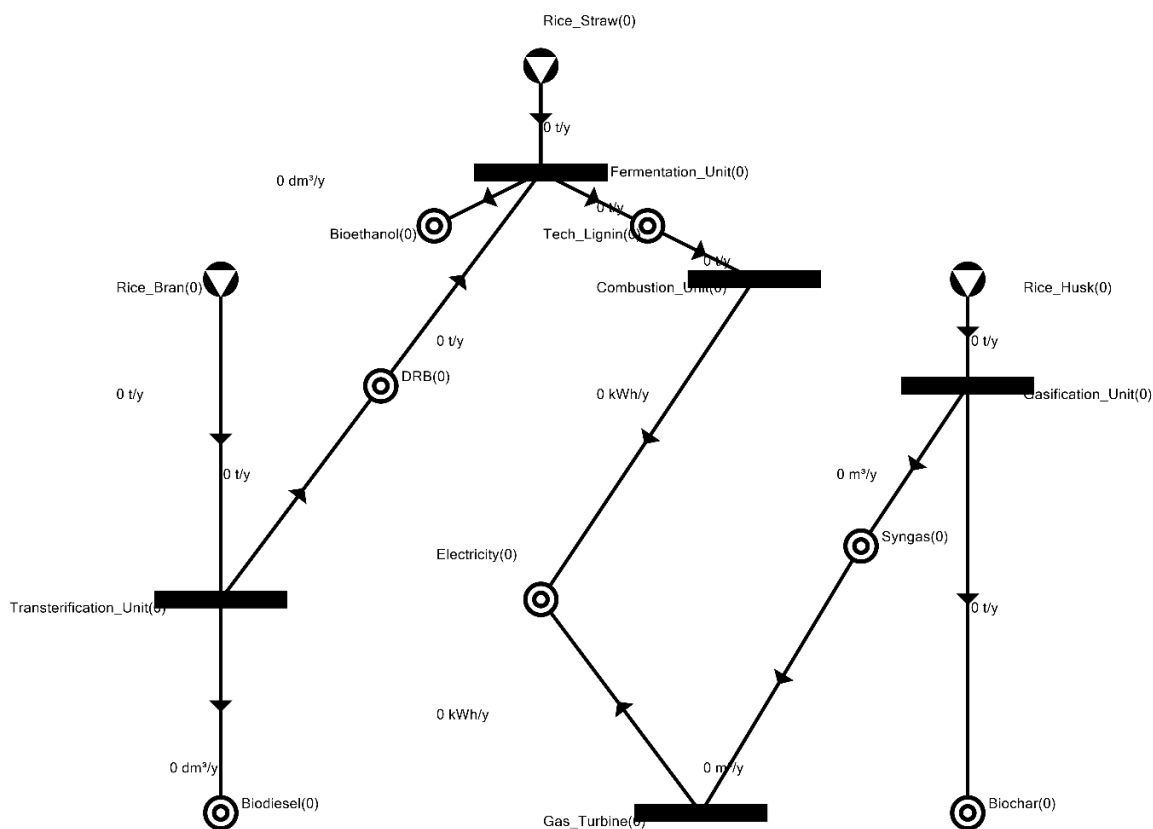 Rice_Straw(0)
0 t/y
Fermentation_Unit(0)
0 dm³/y
0 t/y
Bioethanol(0)
Tech_Lignin(0)
0 t/y
Rice_Bran(0)
Combustion_Unit(0)
Rice_Husk(0)
0 t/y
0 t/y
DRB(0)
0 t/y
0 kWh/y
Gasification_Unit(0)
0 t/y
0 m³/y
Syngas(0)
Electricity(0)
Transterification_Unit(0)
0 t/y
0 kWh/y
0 dm³/y
0 m³/y
Biodiesel(0)
Gas_Turbine(0)
Biochar(0)